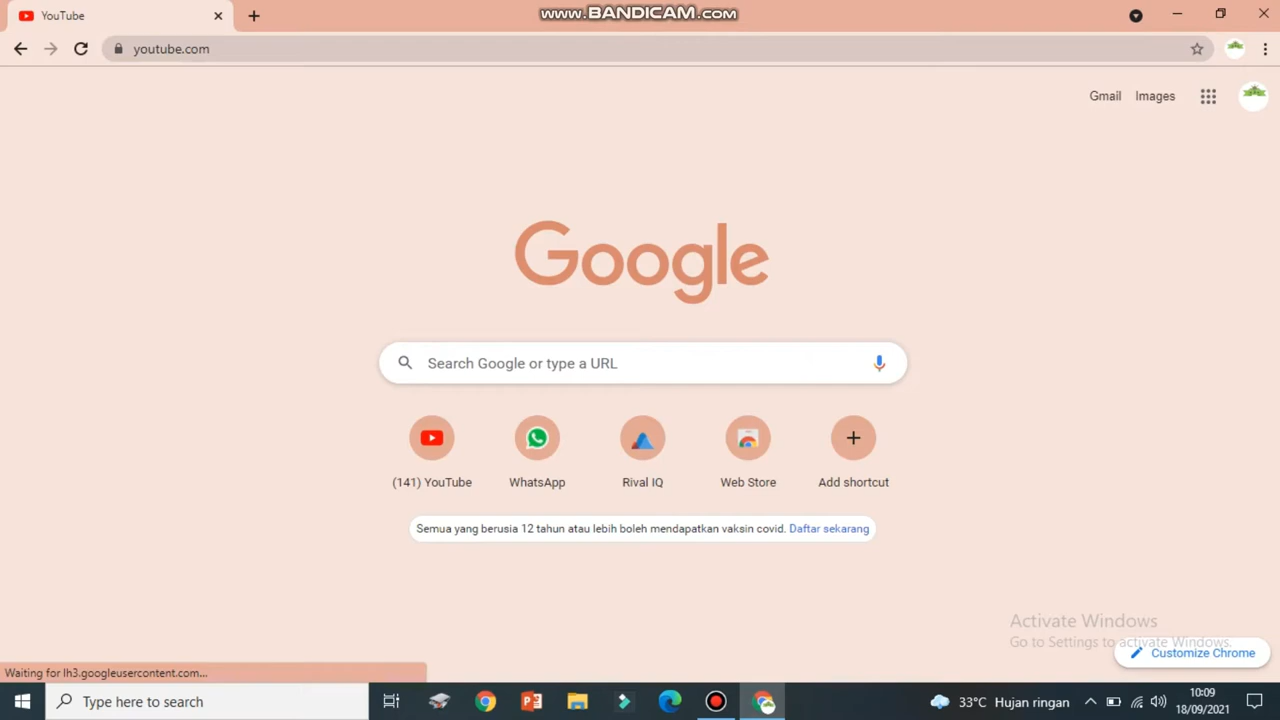 YouTube
WWW.BANDICAM.COM
youtube.com
Gmail Images
Google
Search Google or type a URL
(141) YouTube WhatsApp Rival IQ Web Store Add shortcut
Semua yang berusia 12 tahun atau lebih boleh mendapatkan vaksin covid. Daftar sekarang
Activate Windows
Go to Settings to activate Windows.
Customize Chrome
Waiting for lh3.googleusercontent.com...
Type here to search
33°C Hujan ringan
10:09
18/09/2021